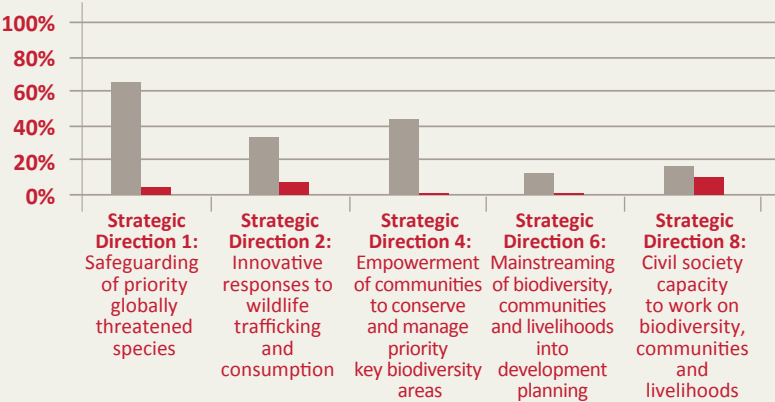 100%
80%
60%
40%
20%
0%
Strategic
Direction 1:
Safeguarding
of priority
globally
threatened
species
Strategic
Direction 2:
Innovative
responses to
wildlife
trafficking
and
consumption
Strategic
Direction 4:
Empowerment
of communities
to conserve
and manage
priority
key biodiversity
areas
Strategic
Direction 6:
Mainstreaming
of biodiversity,
communities
and livelihoods
into
development
planning
Strategic
Direction 8:
Civil society
capacity
to work on
biodiversity,
communities
and
livelihoods